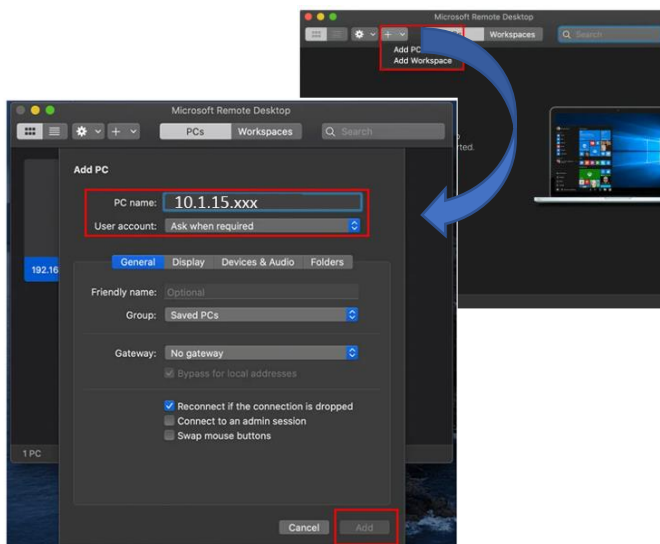 Microsoft Remote Desktop
Workspaces
Search
Add PC
Add Workspace
Microsoft Remote Desktop
PCs
Workspaces
Search
Add PC
PC name: 10.1.15.xxx
User account: Ask when required
192.16
General
Display
Devices & Audio
Folders
Friendly name: Optional
Group: Saved PCs
Gateway: No gateway
Bypass for local addresses
Reconnect if the connection is dropped
Connect to an admin session
Swap mouse buttons
1 PC
Cancel
Add